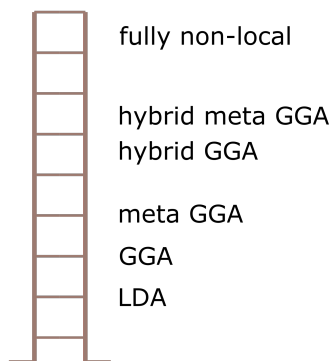 fully non-local
hybrid meta GGA
hybrid GGA
meta GGA
GGA
LDA